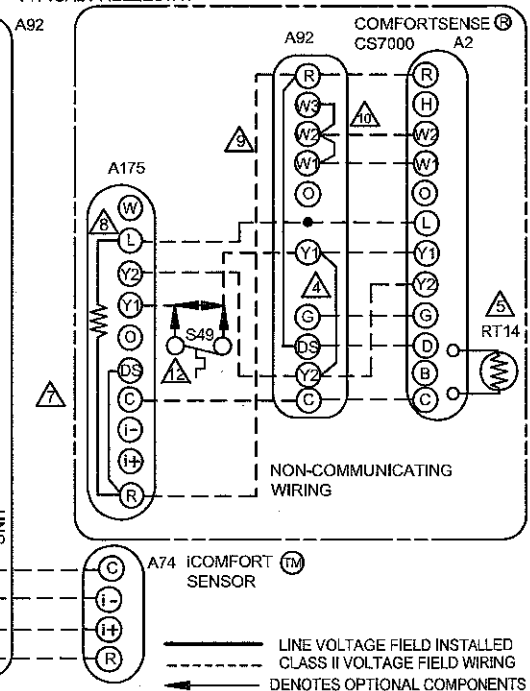 A92
COMFORTSENSE ®
CS7000
A92
A2
R
W3
W2
W1
O
Y1
G
DS
Y2
C
R
H
W2
W1
O
L
Y1
Y2
G
D
B
C
9
10
4
5
RT14
A175
W
L
Y2
Y1
O
DS
C
i-
i+
R
8
7
S49
12
NON-COMMUNICATING
WIRING
A74 iCOMFORT TM
SENSOR
C
i-
i+
R
LINE VOLTAGE FIELD INSTALLED
CLASS II VOLTAGE FIELD WIRING
DENOTES OPTIONAL COMPONENTS